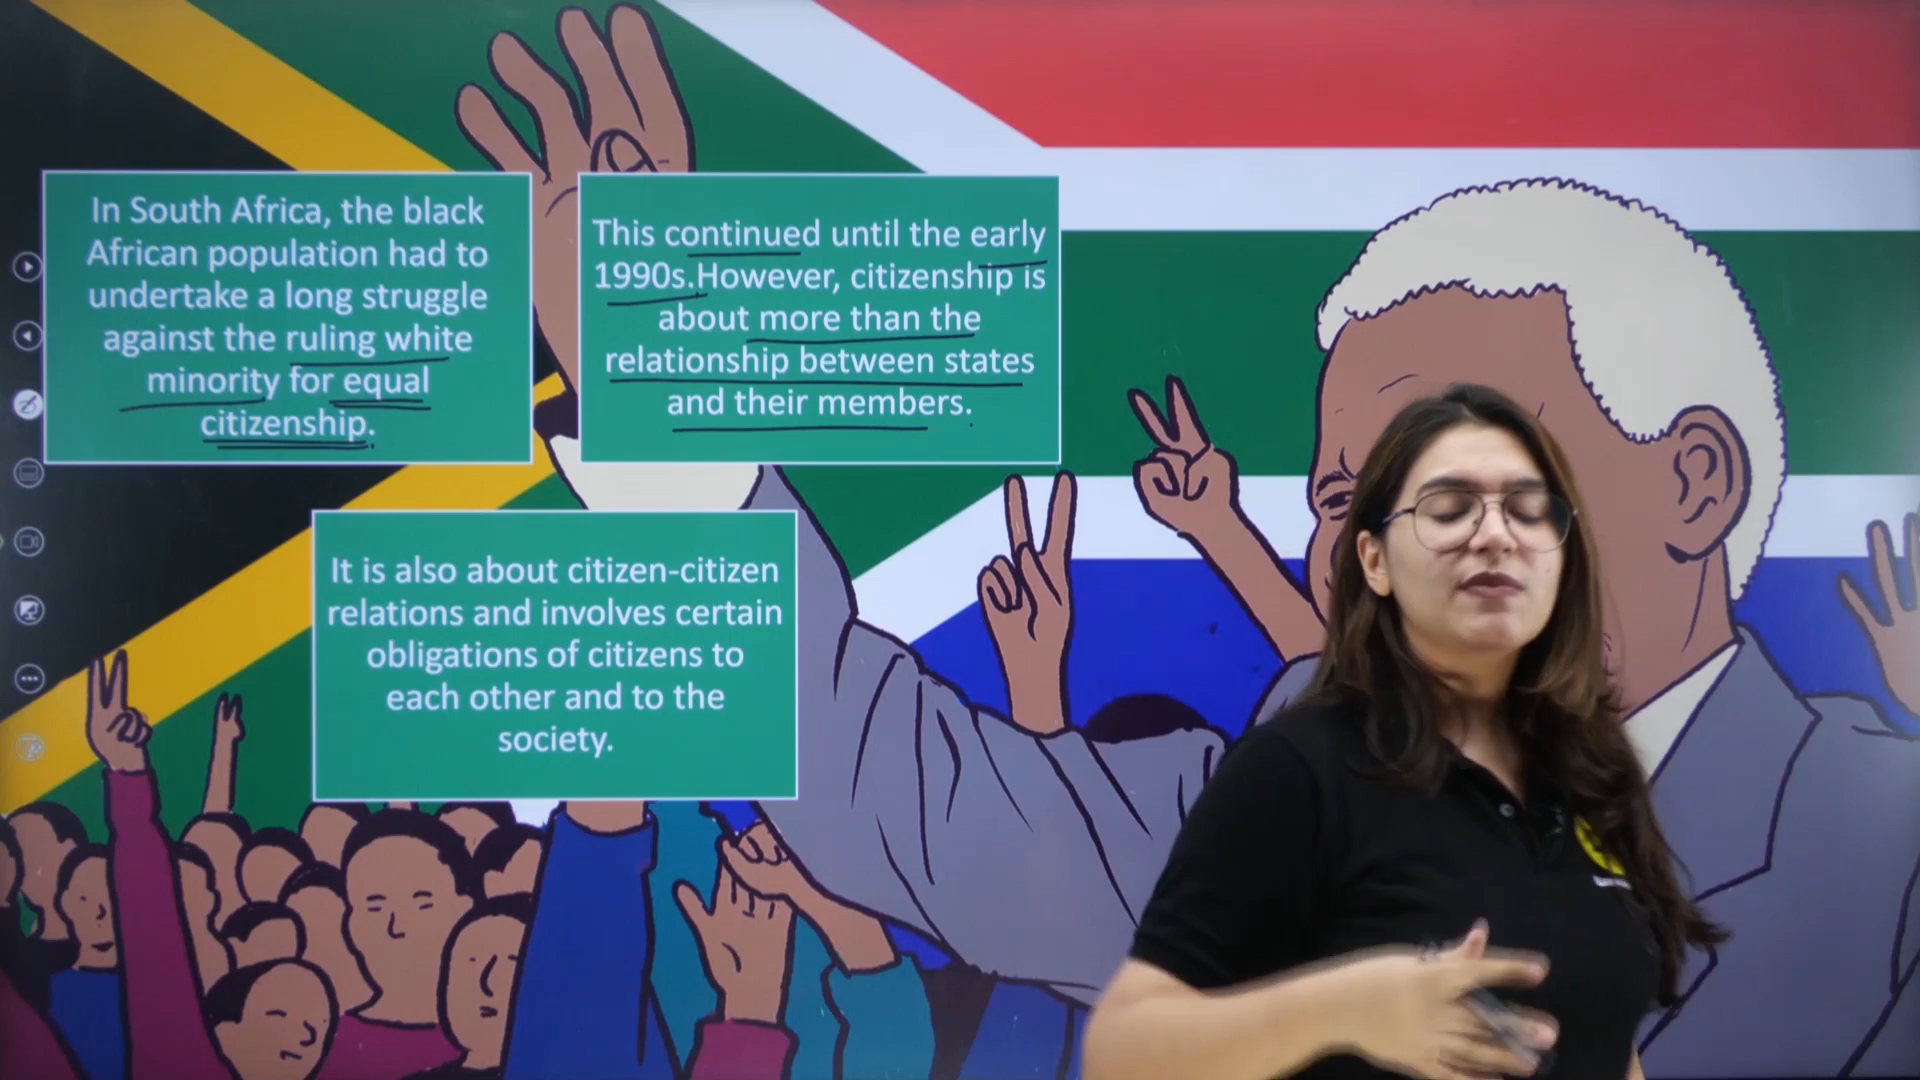 In South Africa, the black
African population had to
undertake a long struggle
against the ruling white
minority for equal
citizenship.
This continued until the early
1990s.However, citizenship is
about more than the
relationship between states
and their members.
It is also about citizen-citizen
relations and involves certain
obligations of citizens to
each other and to the
society.